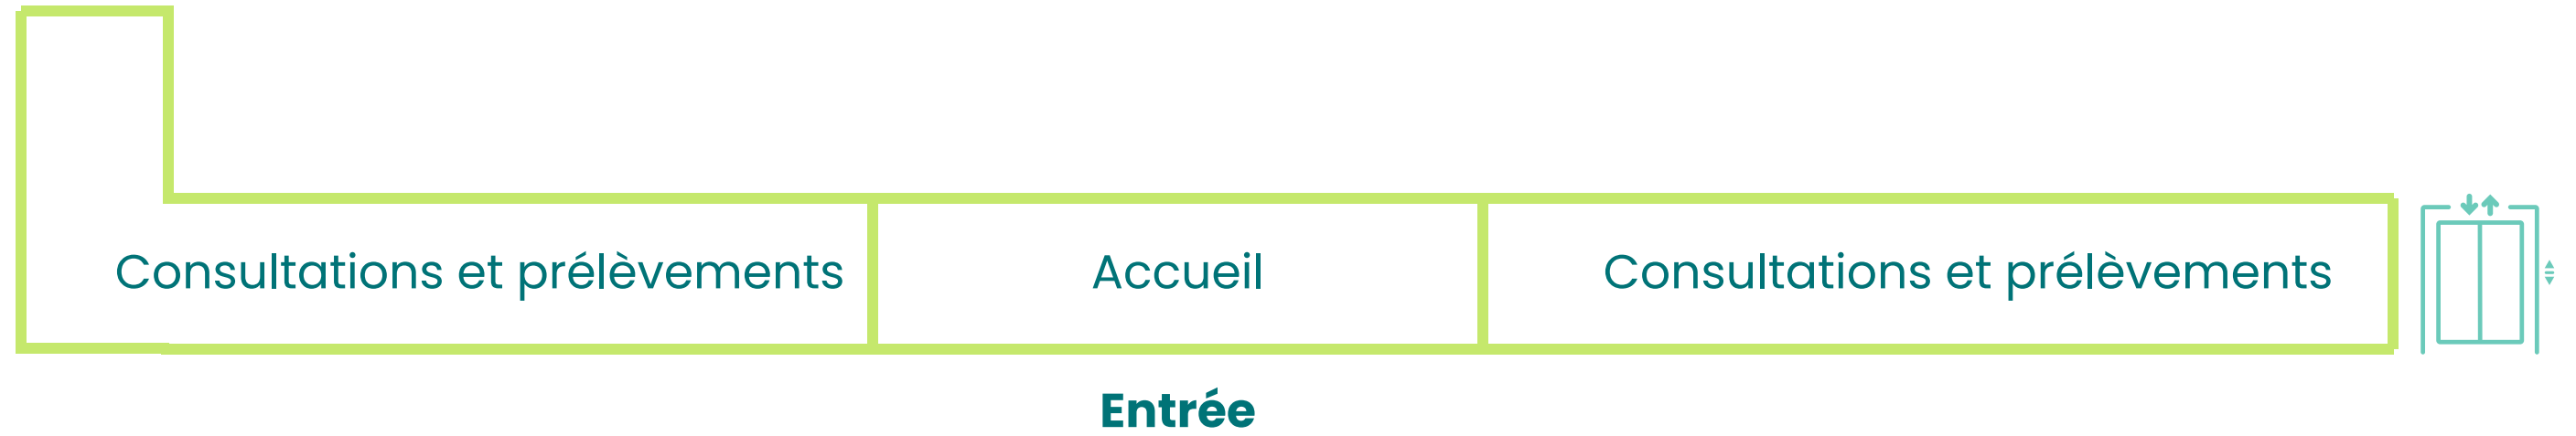 Consultations et prélèvements
Accueil
Consultations et prélèvements
Entrée